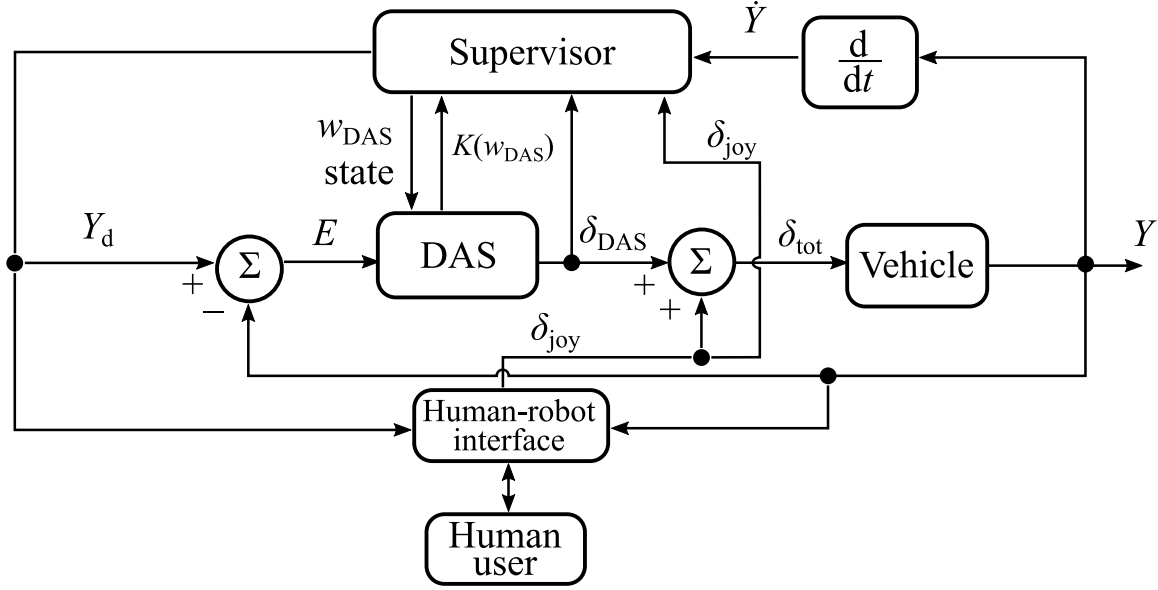 Supervisor
Ẏ
d
dt
w_DAS
state
K(w_DAS)
δ_joy
Y_d
+
−
Σ
E
DAS
δ_DAS
+
+
Σ
δ_tot
Vehicle
Y
δ_joy
Human-robot
interface
Human
user